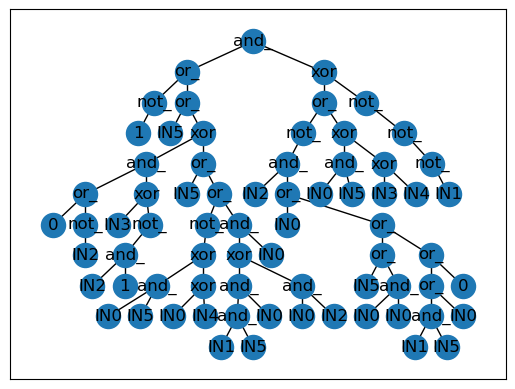 and_
or_ xor
not_ or_ or_ not_
1 IN5 xor not_ xor not_
and_ or_ and_ and_ xor not_
or_ xor IN5 or_ IN2 or_ IN0 IN5 IN3 IN4 IN1
0 not_ IN3 not_ not_ and_ IN0 or_
IN2 and_ xor xor IN0 or_ or_
IN2 1 and_ xor and_ and_ IN5 and_ or_ 0
IN0 IN5 IN0 IN4 and_ IN0 IN0 IN2 IN0 IN0 and_ IN0
IN1 IN5 IN1 IN5